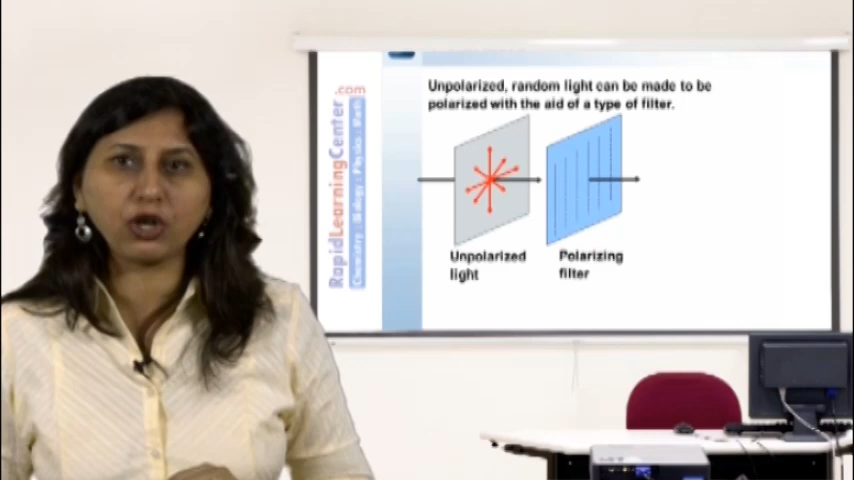 Unpolarized, random light can be made to be
polarized with the aid of a type of filter.
RapidLearningCenter.com
Chemistry : Biology : Physics : Math
Unpolarized
light
Polarizing
filter